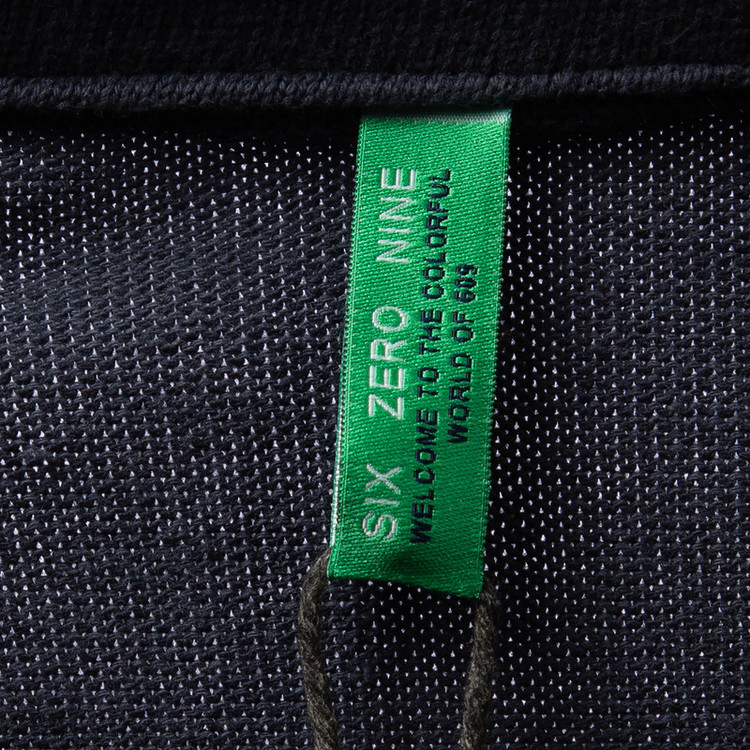 SIX ZERO NINE
WELCOME TO THE COLORFUL
WORLD OF 609